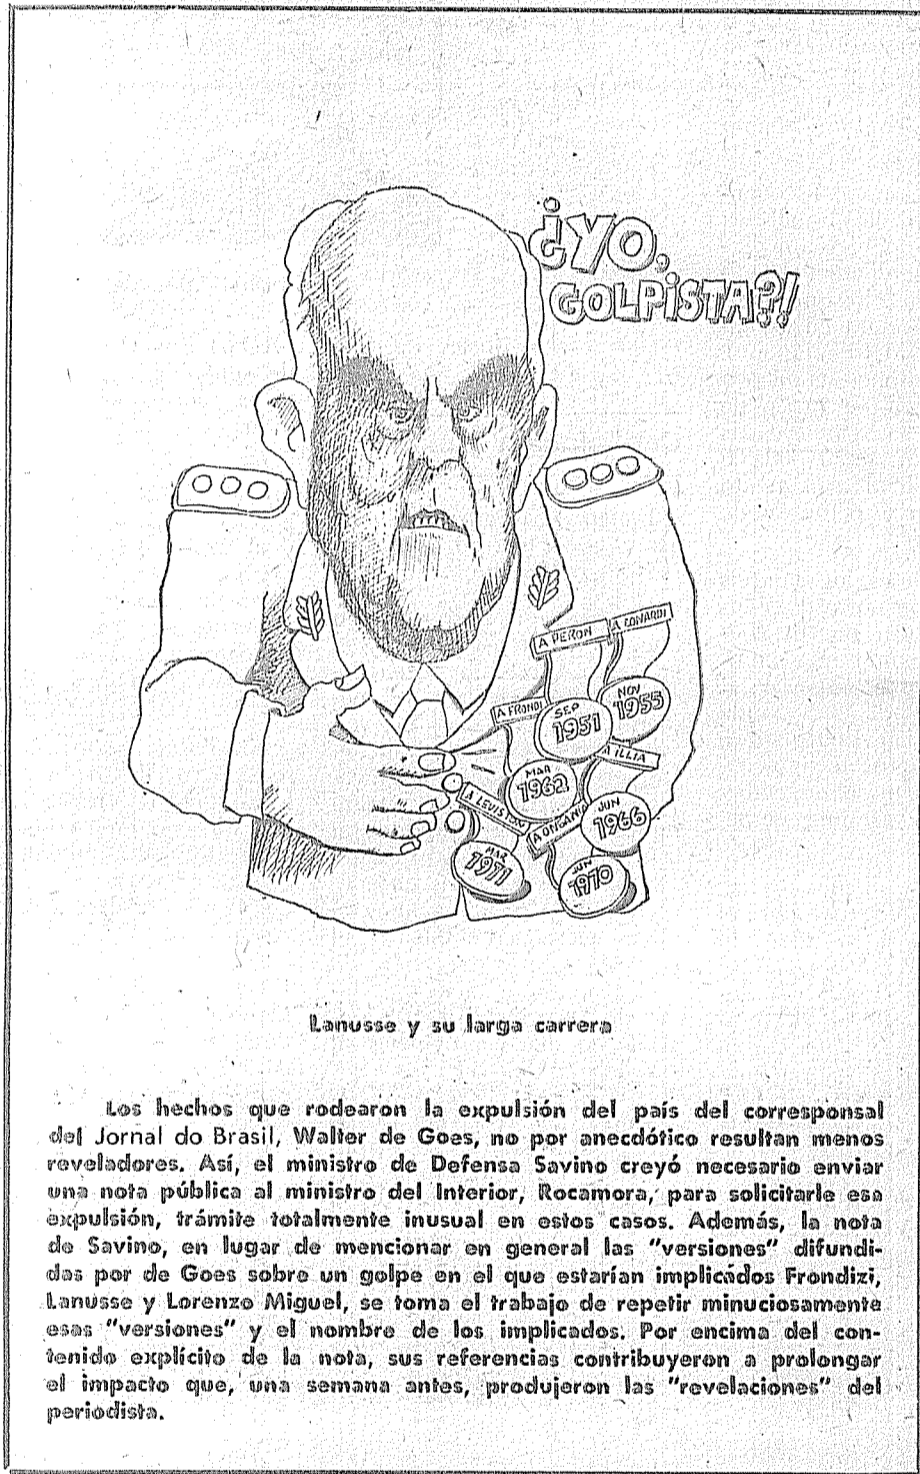 ¿YO,
GOLPISTA?!
A PERON
A LONARDI
SEP
1951
NOV
1955
A FRONDI
MAR
1962
A ILLIA
JUN
1966
A LEVISTON
MAR
1971
A ONGANIA
JUN
1970
Lanusse y su larga carrera
Los hechos que rodearon la expulsión del país del corresponsal
del Jornal do Brasil, Walter de Goes, no por anecdótico resultan menos
reveladores. Así, el ministro de Defensa Savino creyó necesario enviar
una nota pública al ministro del Interior, Rocamora, para solicitarle esa
expulsión, trámite totalmente inusual en estos casos. Además, la nota
de Savino, en lugar de mencionar en general las "versiones" difundi-
das por de Goes sobre un golpe en el que estarían implicádos Frondizi,
Lanusse y Lorenzo Miguel, se toma el trabajo de repetir minuciosamente
esas "versiones" y el nombre de los implicados. Por encima del con-
tenido explícito de la nota, sus referencias contribuyeron a prolongar
el impacto que, una semana antes, produjeron las "revelaciones" del
periodista.